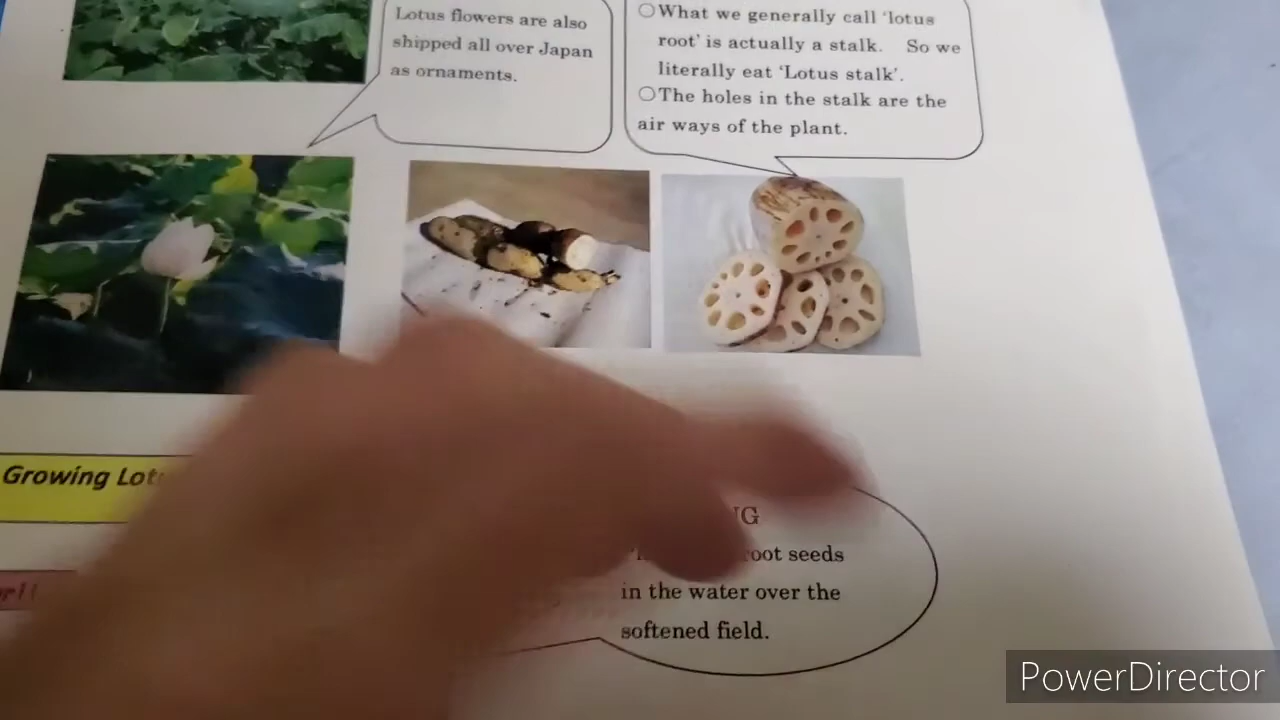 Lotus flowers are also
shipped all over Japan
as ornaments.
○What we generally call ‘lotus
root’ is actually a stalk. So we
literally eat ‘Lotus stalk’.
○The holes in the stalk are the
air ways of the plant.
Growing
root seeds
in the water over the
softened field.
PowerDirector